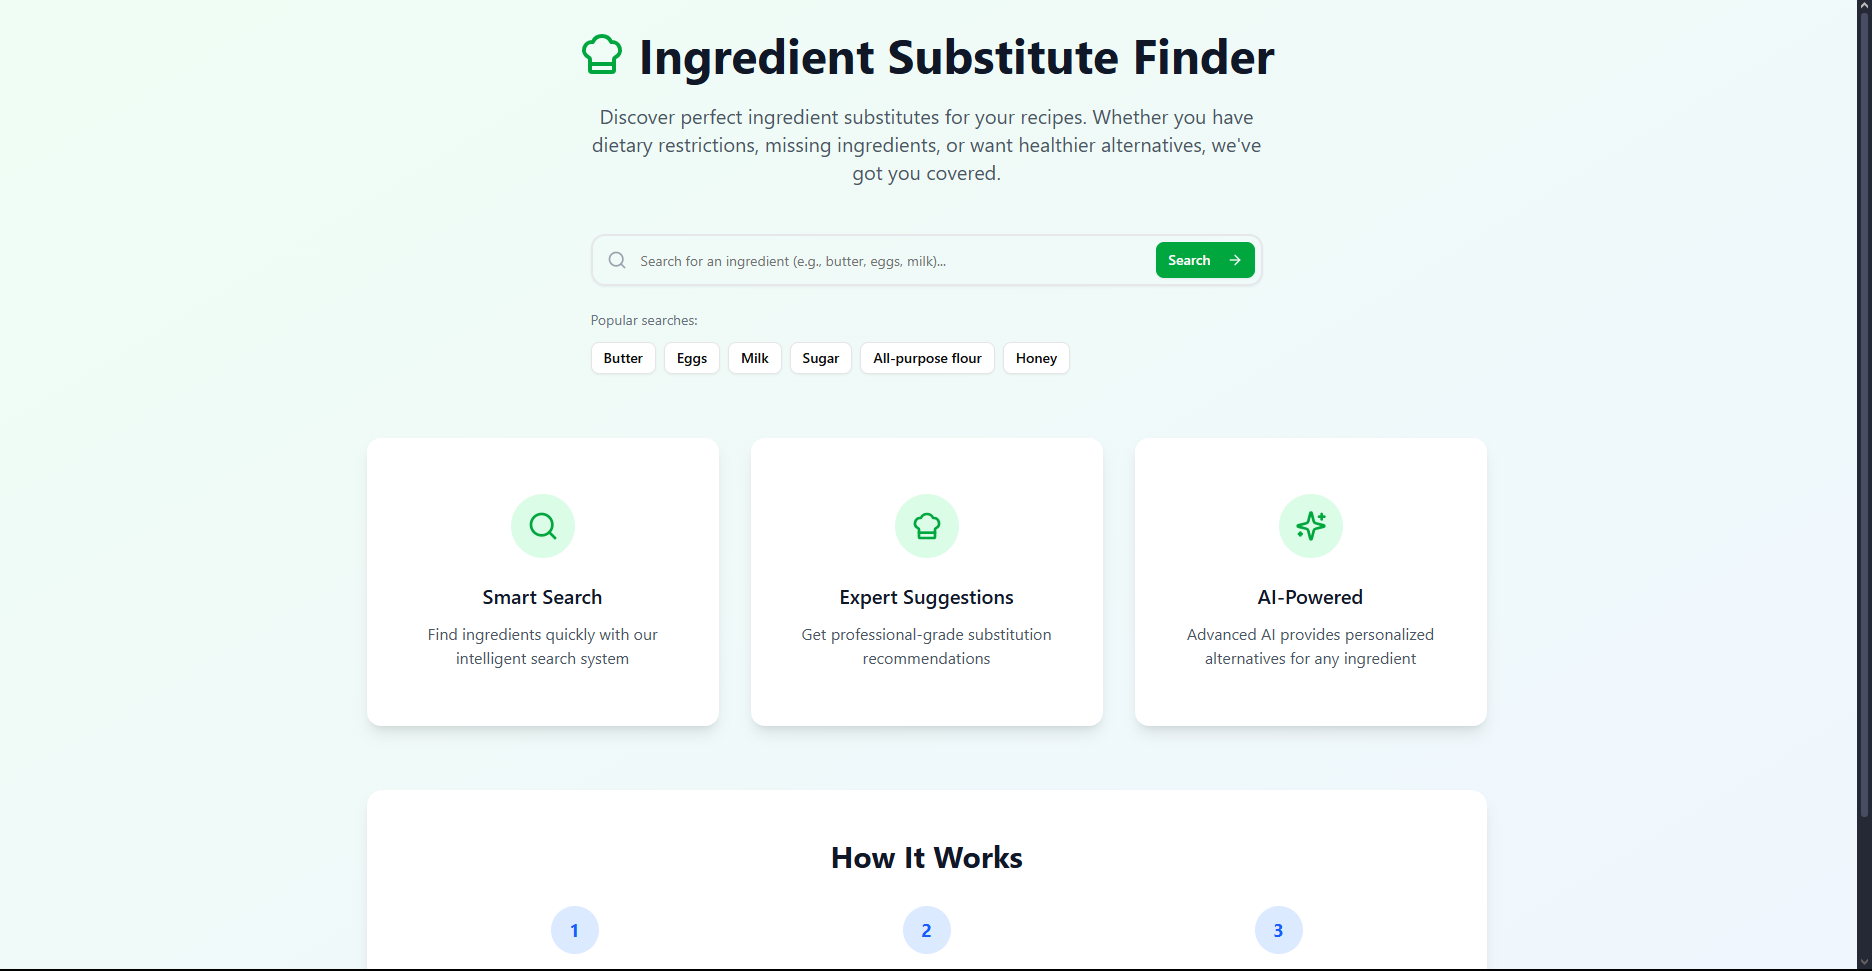 Ingredient Substitute Finder
Discover perfect ingredient substitutes for your recipes. Whether you have
dietary restrictions, missing ingredients, or want healthier alternatives, we've
got you covered.
Search for an ingredient (e.g., butter, eggs, milk)...
Search
Popular searches:
Butter
Eggs
Milk
Sugar
All-purpose flour
Honey
Smart Search
Find ingredients quickly with our
intelligent search system
Expert Suggestions
Get professional-grade substitution
recommendations
AI-Powered
Advanced AI provides personalized
alternatives for any ingredient
How It Works
1
2
3